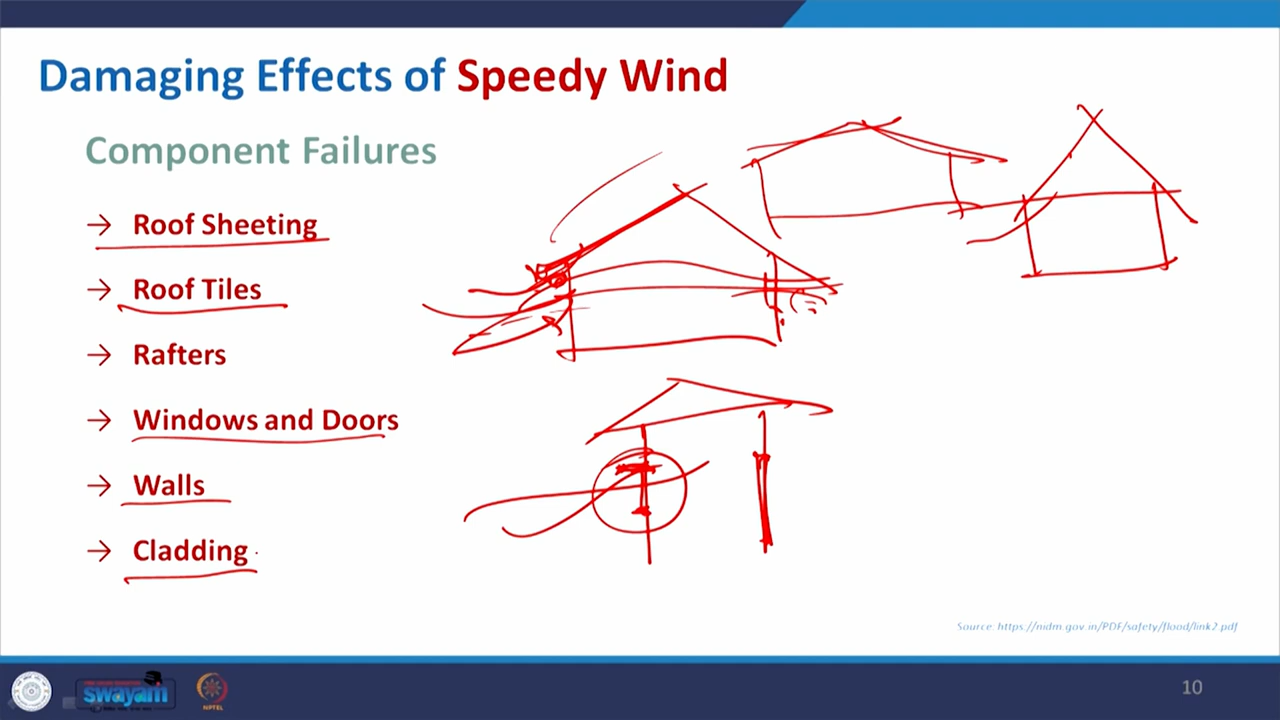 Damaging Effects of Speedy Wind
Component Failures
→ Roof Sheeting
→ Roof Tiles
→ Rafters
→ Windows and Doors
→ Walls
→ Cladding
Source: https://nidm.gov.in/PDF/safety/flood/link2.pdf
swayam
NPTEL
10